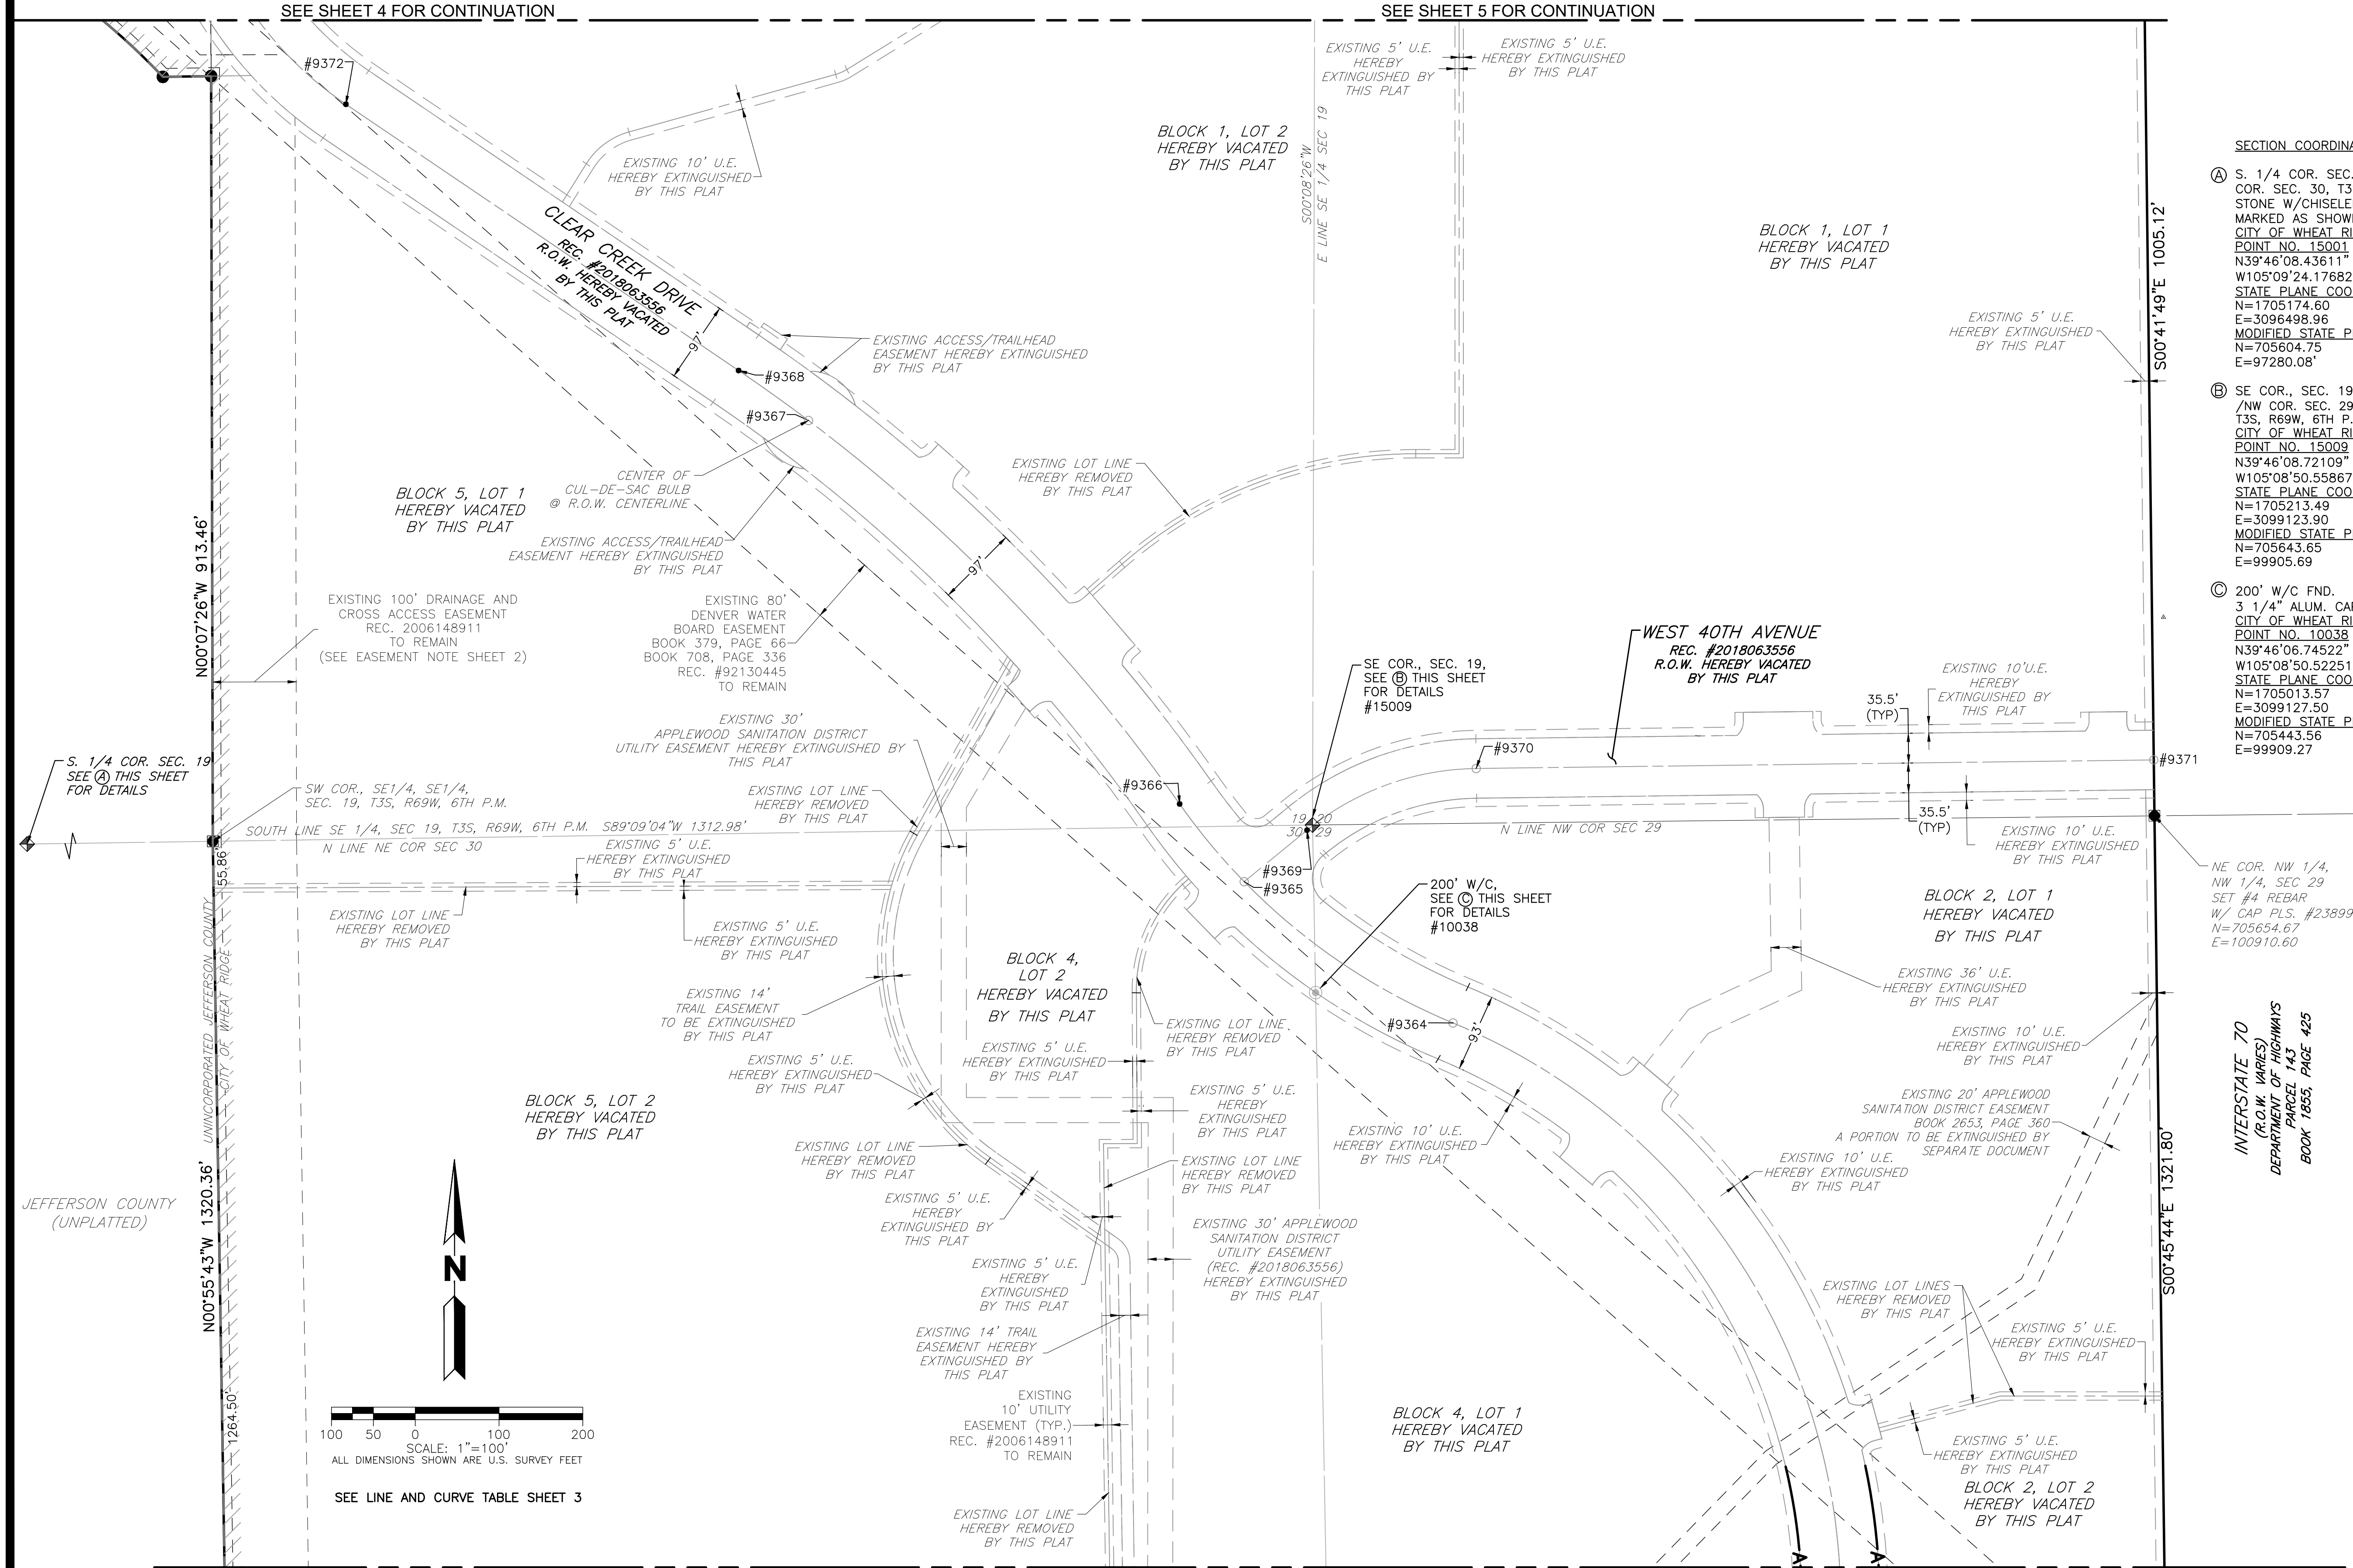 SEE SHEET 4 FOR CONTINUATION
SEE SHEET 5 FOR CONTINUATION
#9372
EXISTING 10' U.E.
HEREBY EXTINGUISHED
BY THIS PLAT
CLEAR CREEK DRIVE
REC. #2018063556
R.O.W. HEREBY VACATED
BY THIS PLAT
97'
EXISTING ACCESS/TRAILHEAD
EASEMENT HEREBY EXTINGUISHED
BY THIS PLAT
#9368
#9367
CENTER OF
CUL-DE-SAC BULB
@ R.O.W. CENTERLINE
EXISTING ACCESS/TRAILHEAD
EASEMENT HEREBY EXTINGUISHED
BY THIS PLAT
BLOCK 5, LOT 1
HEREBY VACATED
BY THIS PLAT
N00°07'26"W 913.46'
EXISTING 100' DRAINAGE AND
CROSS ACCESS EASEMENT
REC. 2006148911
TO REMAIN
(SEE EASEMENT NOTE SHEET 2)
EXISTING 80'
DENVER WATER
BOARD EASEMENT
BOOK 379, PAGE 66
BOOK 708, PAGE 336
REC. #92130445
TO REMAIN
97'
EXISTING LOT LINE
HEREBY REMOVED
BY THIS PLAT
BLOCK 1, LOT 2
HEREBY VACATED
BY THIS PLAT
S00°08'26"W
E LINE SE 1/4 SEC 19
EXISTING 5' U.E.
HEREBY
EXTINGUISHED BY
THIS PLAT
EXISTING 5' U.E.
HEREBY EXTINGUISHED
BY THIS PLAT
BLOCK 1, LOT 1
HEREBY VACATED
BY THIS PLAT
EXISTING 5' U.E.
HEREBY EXTINGUISHED
BY THIS PLAT
S00°41'49"E 1005.12'
SECTION COORDINA
A S. 1/4 COR. SEC.
COR. SEC. 30, T3
STONE W/CHISELE
MARKED AS SHOW
CITY OF WHEAT RI
POINT NO. 15001
N39°46'08.43611"
W105°09'24.17682
STATE PLANE COO
N=1705174.60
E=3096498.96
MODIFIED STATE P
N=705604.75
E=97280.08'
B SE COR., SEC. 19
/NW COR. SEC. 29
T3S, R69W, 6TH P.
CITY OF WHEAT RI
POINT NO. 15009
N39°46'08.72109"
W105°08'50.55867
STATE PLANE COO
N=1705213.49
E=3099123.90
MODIFIED STATE P
N=705643.65
E=99905.69
C 200' W/C FND.
3 1/4" ALUM. CAP
CITY OF WHEAT RI
POINT NO. 10038
N39°46'06.74522"
W105°08'50.52251
STATE PLANE COO
N=1705013.57
E=3099127.50
MODIFIED STATE P
N=705443.56
E=99909.27
WEST 40TH AVENUE
REC. #2018063556
R.O.W. HEREBY VACATED
BY THIS PLAT
EXISTING 10'U.E.
HEREBY
EXTINGUISHED BY
THIS PLAT
35.5'
(TYP)
SE COR., SEC. 19,
SEE B THIS SHEET
FOR DETAILS
#15009
#9370
#9371
EXISTING 30'
APPLEWOOD SANITATION DISTRICT
UTILITY EASEMENT HEREBY EXTINGUISHED BY
THIS PLAT
S. 1/4 COR. SEC. 19
SEE A THIS SHEET
FOR DETAILS
SW COR., SE1/4, SE1/4,
SEC. 19, T3S, R69W, 6TH P.M.
EXISTING LOT LINE
HEREBY REMOVED
BY THIS PLAT
#9366
SOUTH LINE SE 1/4, SEC 19, T3S, R69W, 6TH P.M. S89°09'04"W 1312.98'
N LINE NE COR SEC 30
19 20
30 29
N LINE NW COR SEC 29
35.5'
(TYP)
EXISTING 10' U.E.
HEREBY EXTINGUISHED
BY THIS PLAT
55.86'
EXISTING 5' U.E.
HEREBY EXTINGUISHED
BY THIS PLAT
#9369
#9365
200' W/C,
SEE C THIS SHEET
FOR DETAILS
#10038
NE COR. NW 1/4,
NW 1/4, SEC 29
SET #4 REBAR
W/ CAP PLS. #23899
N=705654.67
E=100910.60
EXISTING LOT LINE
HEREBY REMOVED
BY THIS PLAT
EXISTING 5' U.E.
HEREBY EXTINGUISHED
BY THIS PLAT
BLOCK 2, LOT 1
HEREBY VACATED
BY THIS PLAT
UNINCORPORATED JEFFERSON COUNTY
CITY OF WHEAT RIDGE
BLOCK 4,
LOT 2
HEREBY VACATED
BY THIS PLAT
EXISTING 36' U.E.
HEREBY EXTINGUISHED
BY THIS PLAT
EXISTING 14'
TRAIL EASEMENT
TO BE EXTINGUISHED
BY THIS PLAT
EXISTING LOT LINE
HEREBY REMOVED
BY THIS PLAT
#9364
93'
EXISTING 10' U.E.
HEREBY EXTINGUISHED
BY THIS PLAT
EXISTING 5' U.E.
HEREBY EXTINGUISHED
BY THIS PLAT
EXISTING 5' U.E.
HEREBY EXTINGUISHED
BY THIS PLAT
INTERSTATE 70
(R.O.W. VARIES)
DEPARTMENT OF HIGHWAYS
PARCEL 143
BOOK 1855, PAGE 425
BLOCK 5, LOT 2
HEREBY VACATED
BY THIS PLAT
EXISTING 5' U.E.
HEREBY
EXTINGUISHED
BY THIS PLAT
EXISTING 10' U.E.
HEREBY EXTINGUISHED
BY THIS PLAT
EXISTING 20' APPLEWOOD
SANITATION DISTRICT EASEMENT
BOOK 2653, PAGE 360
A PORTION TO BE EXTINGUISHED BY
SEPARATE DOCUMENT
EXISTING LOT LINE
HEREBY REMOVED
BY THIS PLAT
EXISTING LOT LINE
HEREBY REMOVED
BY THIS PLAT
EXISTING 10' U.E.
HEREBY EXTINGUISHED
BY THIS PLAT
S00°45'44"E 1321.80'
JEFFERSON COUNTY
(UNPLATTED)
N00°55'43"W 1320.36'
EXISTING 5' U.E.
HEREBY
EXTINGUISHED BY
THIS PLAT
EXISTING 30' APPLEWOOD
SANITATION DISTRICT
UTILITY EASEMENT
(REC. #2018063556)
HEREBY EXTINGUISHED
BY THIS PLAT
N
EXISTING 5' U.E.
HEREBY
EXTINGUISHED
BY THIS PLAT
EXISTING LOT LINES
HEREBY REMOVED
BY THIS PLAT
EXISTING 14' TRAIL
EASEMENT HEREBY
EXTINGUISHED BY
THIS PLAT
EXISTING 5' U.E.
HEREBY EXTINGUISHED
BY THIS PLAT
1264.50'
EXISTING
10' UTILITY
EASEMENT (TYP.)
REC. #2006148911
TO REMAIN
BLOCK 4, LOT 1
HEREBY VACATED
BY THIS PLAT
100 50 0 100 200
SCALE: 1"=100'
ALL DIMENSIONS SHOWN ARE U.S. SURVEY FEET
SEE LINE AND CURVE TABLE SHEET 3
EXISTING 5' U.E.
HEREBY EXTINGUISHED
BY THIS PLAT
BLOCK 2, LOT 2
HEREBY VACATED
BY THIS PLAT
EXISTING LOT LINE
HEREBY REMOVED
BY THIS PLAT
A
A